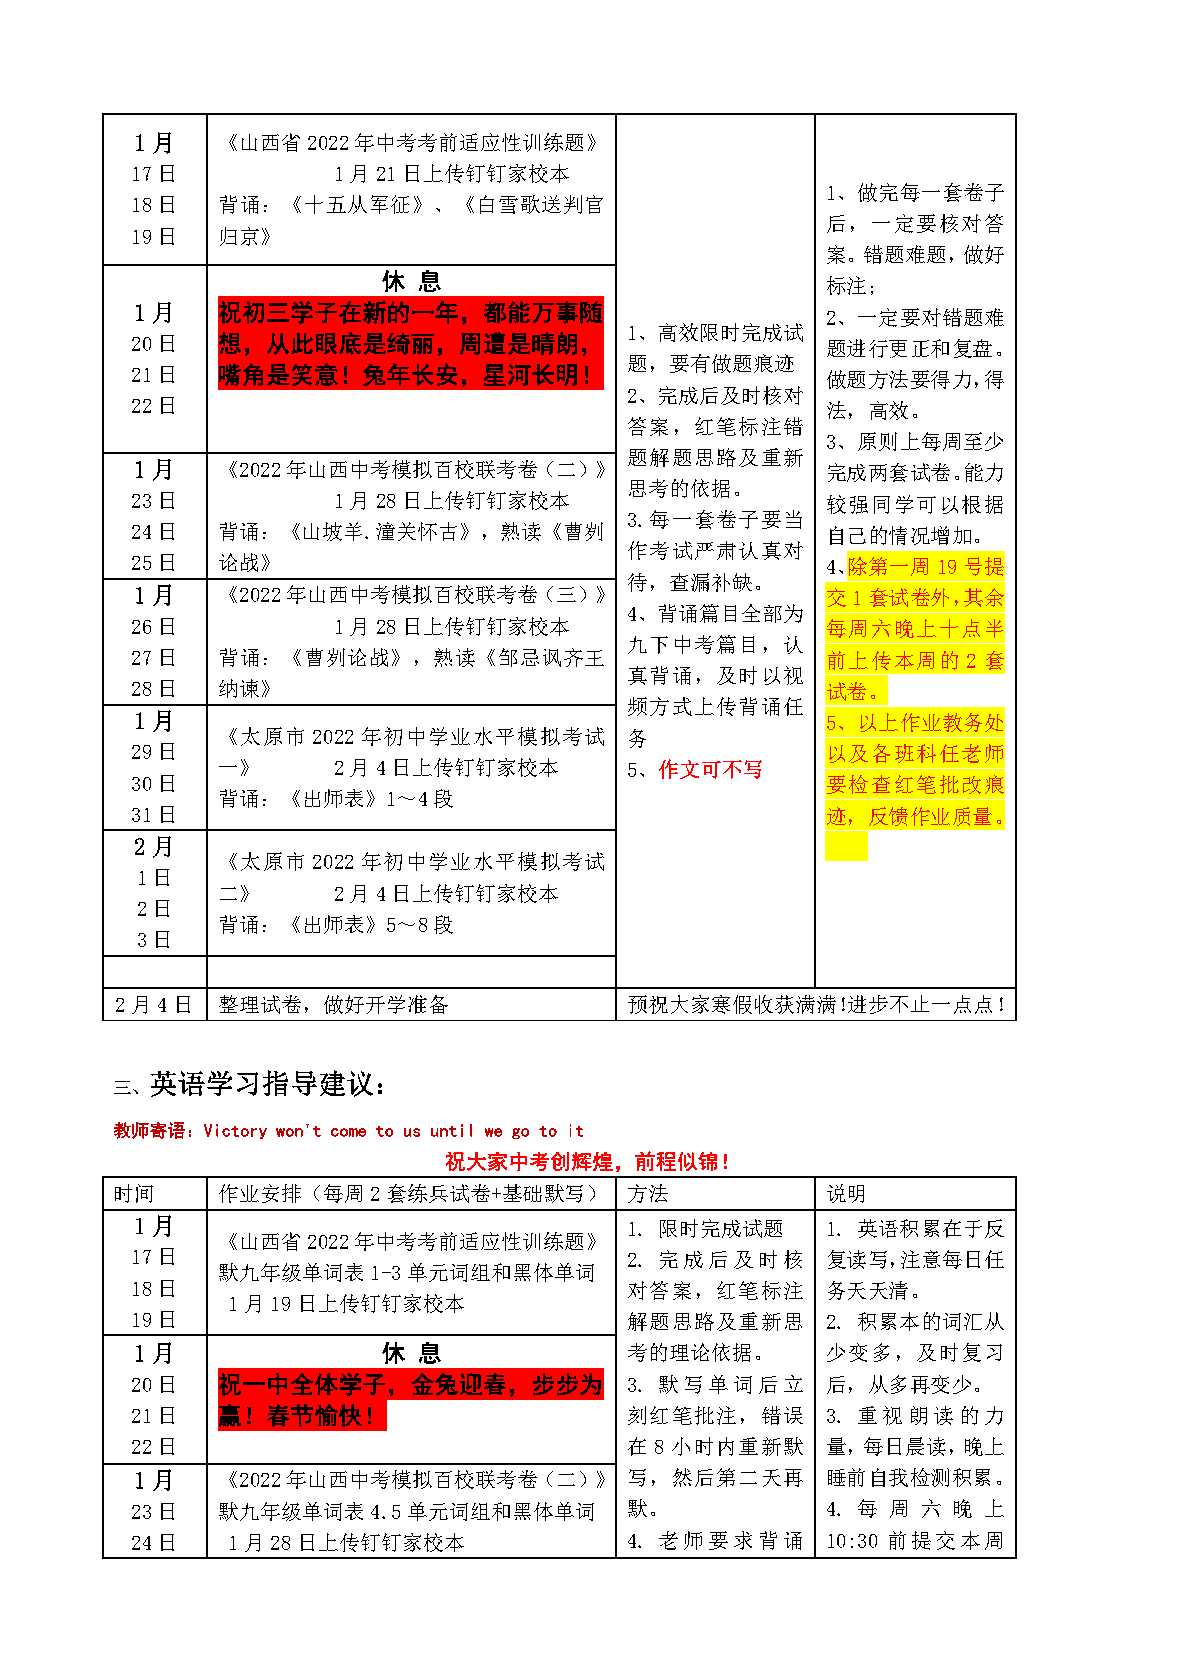 1月
17日
18日
19日
《山西省2022年中考考前适应性训练题》
1月21日上传钉钉家校本
背诵：《十五从军征》、《白雪歌送判官
归京》
1月
20日
21日
22日
休 息
祝初三学子在新的一年，都能万事随
想，从此眼底是绮丽，周遭是晴朗，
嘴角是笑意！兔年长安，星河长明！
1月
23日
24日
25日
《2022年山西中考模拟百校联考卷（二）》
1月28日上传钉钉家校本
背诵：《山坡羊.潼关怀古》，熟读《曹刿
论战》
1月
26日
27日
28日
《2022年山西中考模拟百校联考卷（三）》
1月28日上传钉钉家校本
背诵：《曹刿论战》，熟读《邹忌讽齐王
纳谏》
1月
29日
30日
31日
《太原市2022年初中学业水平模拟考试
一》 2月4日上传钉钉家校本
背诵：《出师表》1～4段
2月
1日
2日
3日
《太原市2022年初中学业水平模拟考试
二》 2月4日上传钉钉家校本
背诵：《出师表》5～8段
1、高效限时完成试
题，要有做题痕迹
2、完成后及时核对
答案，红笔标注错
题解题思路及重新
思考的依据。
3.每一套卷子要当
作考试严肃认真对
待，查漏补缺。
4、背诵篇目全部为
九下中考篇目，认
真背诵，及时以视
频方式上传背诵任
务
5、作文可不写
1、做完每一套卷子
后，一定要核对答
案。错题难题，做好
标注；
2、一定要对错题难
题进行更正和复盘。
做题方法要得力，得
法，高效。
3、原则上每周至少
完成两套试卷。能力
较强同学可以根据
自己的情况增加。
4、除第一周19号提
交1套试卷外，其余
每周六晚上十点半
前上传本周的2套
试卷。
5、以上作业教务处
以及各班科任老师
要检查红笔批改痕
迹，反馈作业质量。
2月4日
整理试卷，做好开学准备
预祝大家寒假收获满满！进步不止一点点！
三、英语学习指导建议：
教师寄语：Victory won't come to us until we go to it
祝大家中考创辉煌，前程似锦！
时间
作业安排（每周2套练兵试卷+基础默写）
方法
说明
1月
17日
18日
19日
《山西省2022年中考考前适应性训练题》
默九年级单词表1-3单元词组和黑体单词
1月19日上传钉钉家校本
1月
20日
21日
22日
休 息
祝一中全体学子，金兔迎春，步步为
赢！春节愉快！
1月
23日
24日
《2022年山西中考模拟百校联考卷（二）》
默九年级单词表4.5单元词组和黑体单词
1月28日上传钉钉家校本
1. 限时完成试题
2. 完成后及时核
对答案，红笔标注
解题思路及重新思
考的理论依据。
3. 默写单词后立
刻红笔批注，错误
在8小时内重新默
写，然后第二天再
默。
4. 老师要求背诵
1. 英语积累在于反
复读写，注意每日任
务天天清。
2. 积累本的词汇从
少变多，及时复习
后，从多再变少。
3. 重视朗读的力
量，每日晨读，晚上
睡前自我检测积累。
4. 每周六晚上
10:30前提交本周